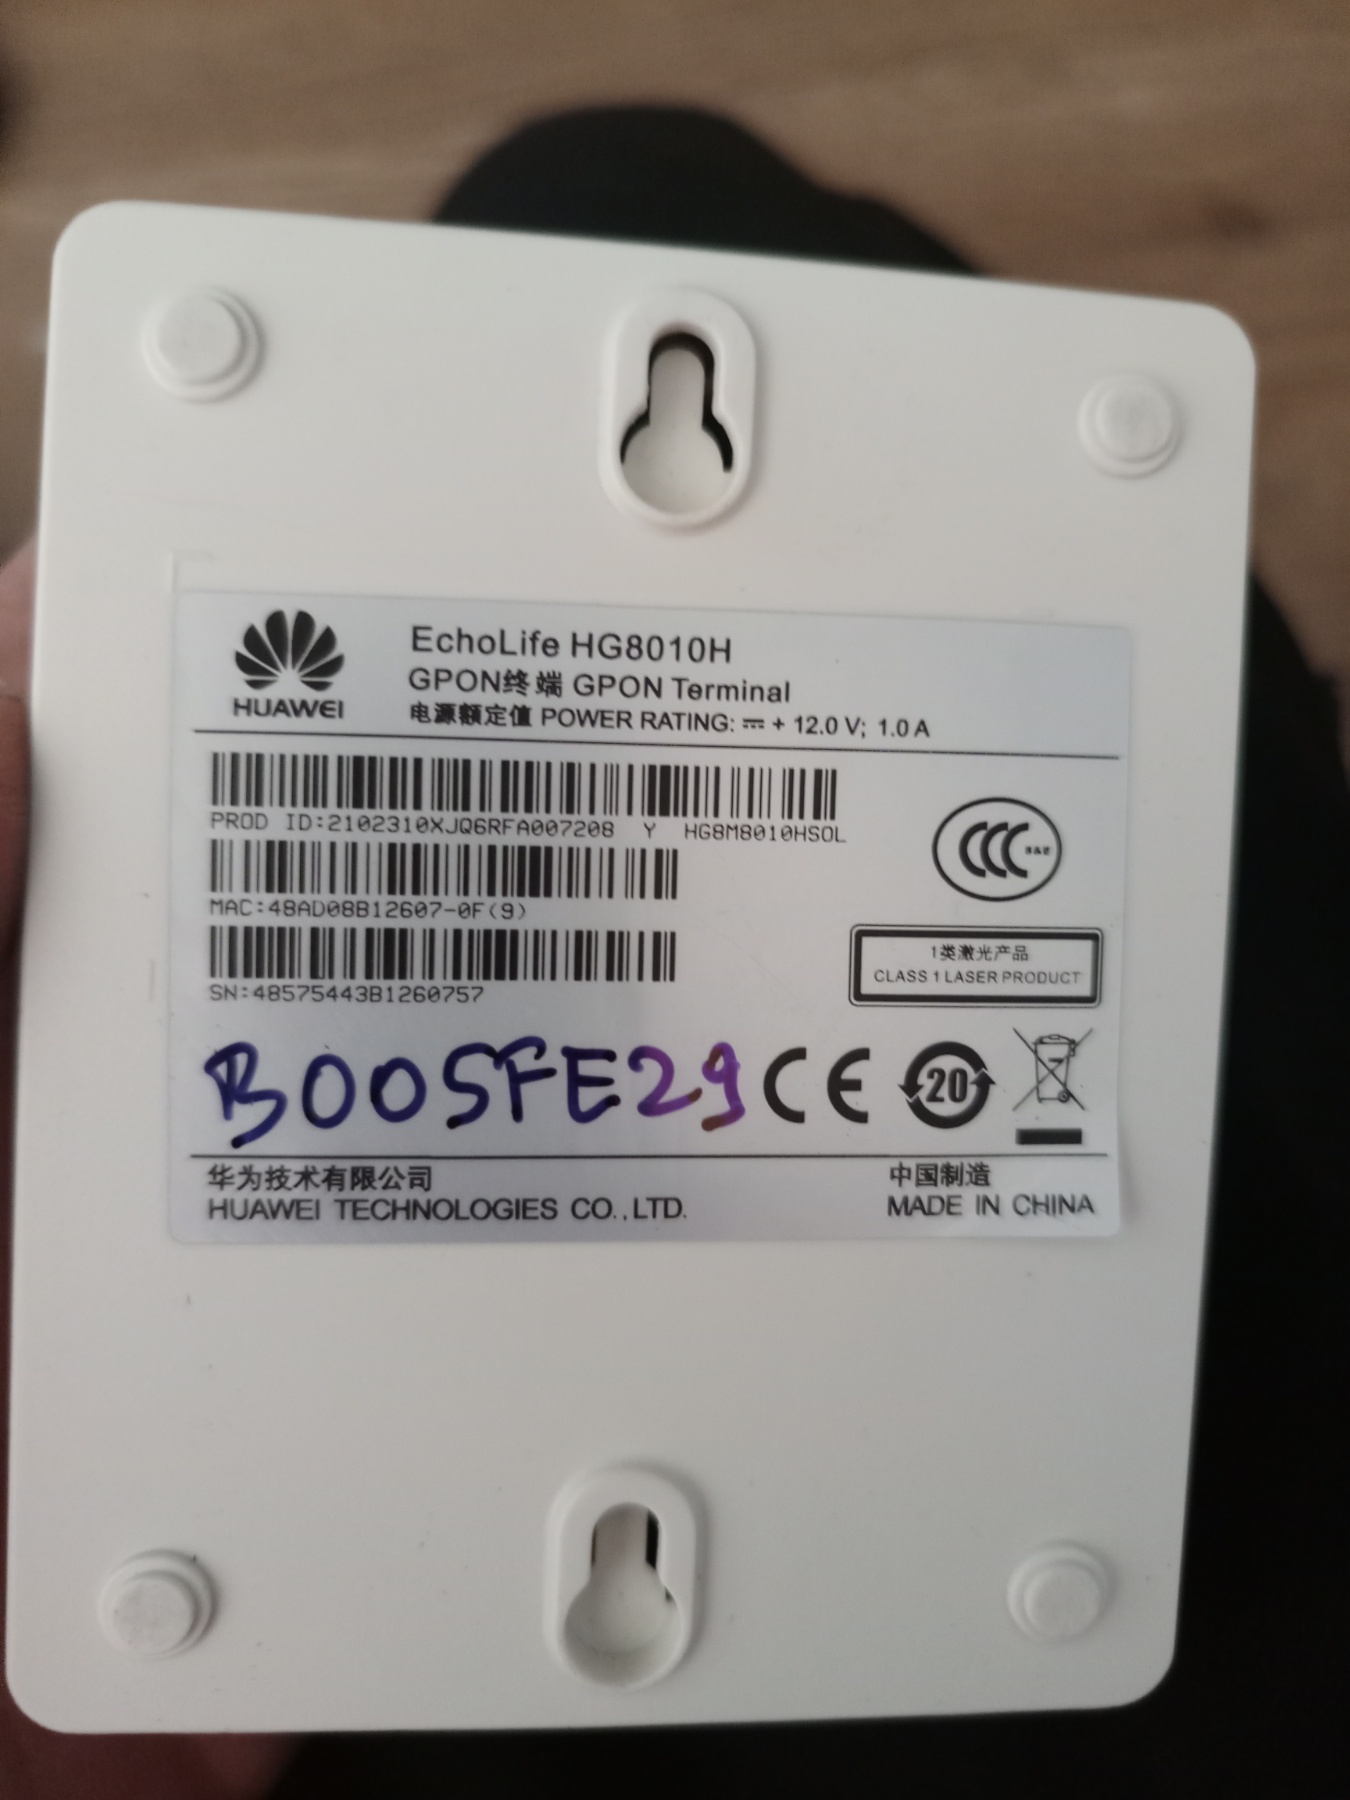 HUAWEI
EchoLife HG8010H
GPON终端 GPON Terminal
电源额定值 POWER RATING: ⎓ + 12.0 V; 1.0 A
PROD ID:2102310XJQ6RFA007208 Y HG8M8010HSOL
MAC:48AD08B12607-0F(9)
SN:48575443B1260757
CCC S&E
1类激光产品
CLASS 1 LASER PRODUCT
B005FE29
CE
20
华为技术有限公司
HUAWEI TECHNOLOGIES CO.,LTD.
中国制造
MADE IN CHINA